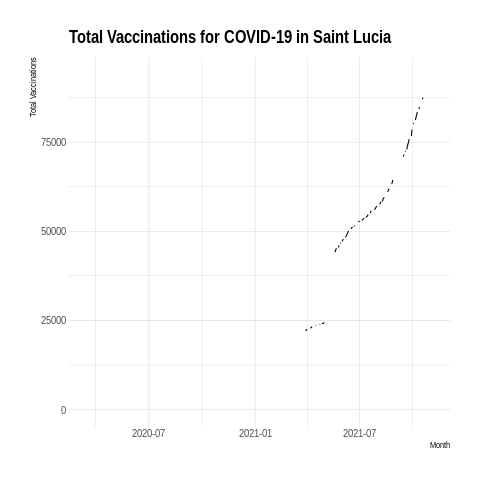 Total Vaccinations for COVID-19 in Saint Lucia
Total Vaccinations
75000
50000
25000
0
2020-07 2021-01 2021-07
Month